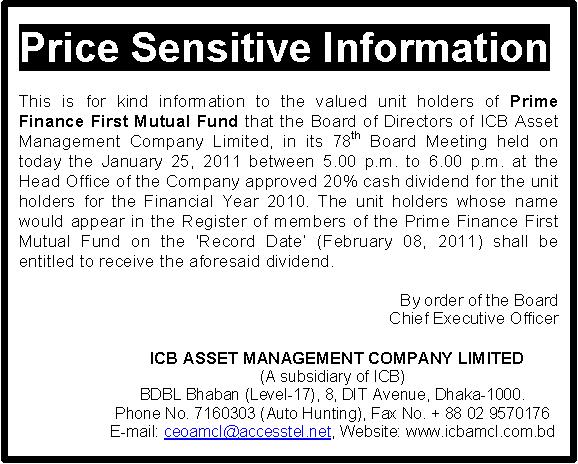 Price Sensitive Information
This is for kind information to the valued unit holders of Prime
Finance First Mutual Fund that the Board of Directors of ICB Asset
Management Company Limited, in its 78th Board Meeting held on
today the January 25, 2011 between 5.00 p.m. to 6.00 p.m. at the
Head Office of the Company approved 20% cash dividend for the unit
holders for the Financial Year 2010. The unit holders whose name
would appear in the Register of members of the Prime Finance First
Mutual Fund on the ‘Record Date’ (February 08, 2011) shall be
entitled to receive the aforesaid dividend.
By order of the Board
Chief Executive Officer
ICB ASSET MANAGEMENT COMPANY LIMITED
(A subsidiary of ICB)
BDBL Bhaban (Level-17), 8, DIT Avenue, Dhaka-1000.
Phone No. 7160303 (Auto Hunting), Fax No. + 88 02 9570176
E-mail: ceoamcl@accesstel.net, Website: www.icbamcl.com.bd